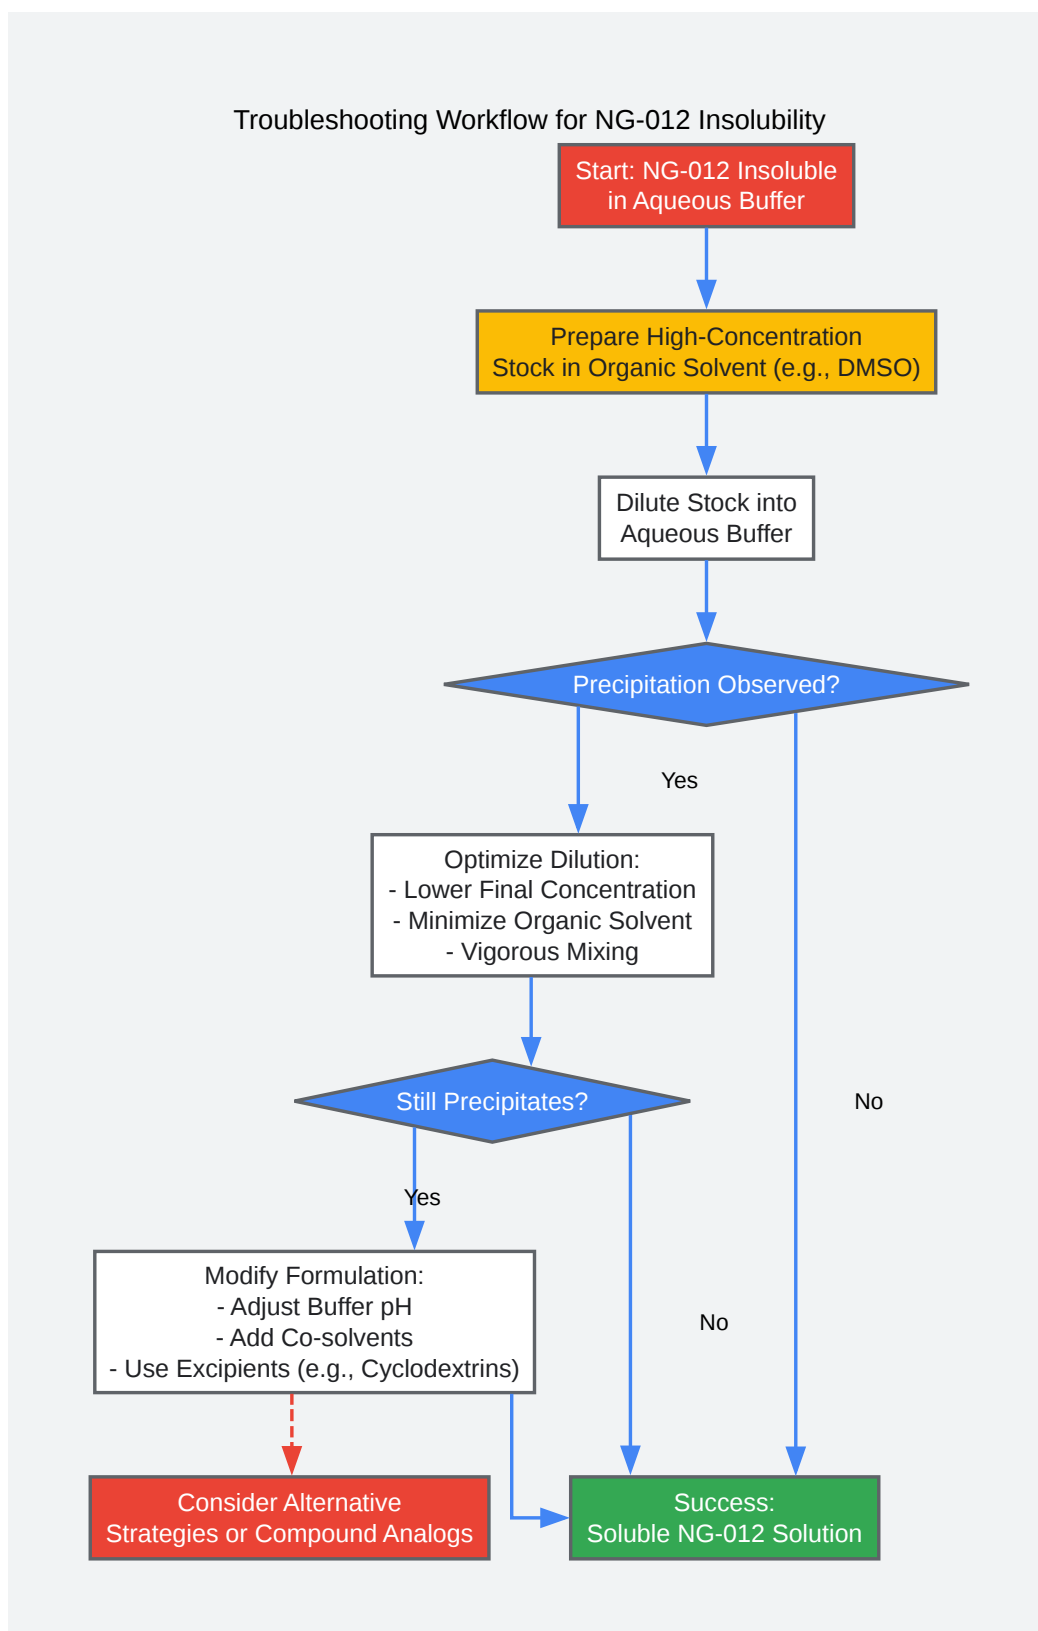 Troubleshooting Workflow for NG-012 Insolubility
Start: NG-012 Insoluble
in Aqueous Buffer
Prepare High-Concentration
Stock in Organic Solvent (e.g., DMSO)
Dilute Stock into
Aqueous Buffer
Precipitation Observed?
Yes
Optimize Dilution:
- Lower Final Concentration
- Minimize Organic Solvent
- Vigorous Mixing
Still Precipitates?
No
Yes
Modify Formulation:
- Adjust Buffer pH
- Add Co-solvents
- Use Excipients (e.g., Cyclodextrins)
No
Consider Alternative
Strategies or Compound Analogs
Success:
Soluble NG-012 Solution